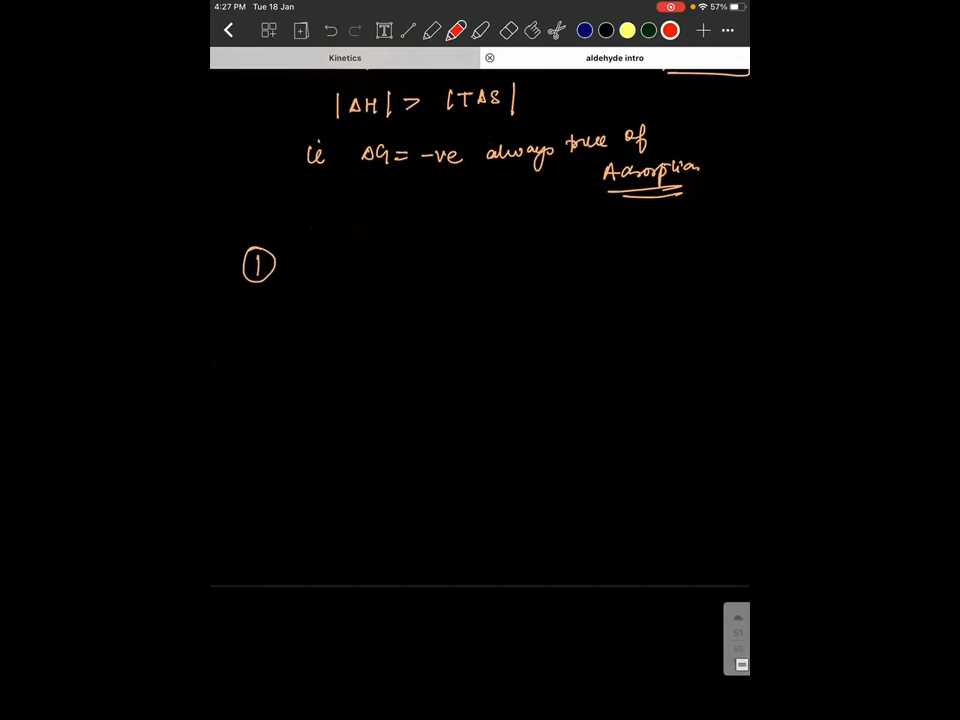 4:27 PM Tue 18 Jan 57%
Kinetics aldehyde intro
|ΔH| > |TΔS|
ie ΔG = -ve always true of
Adsorption
1
51